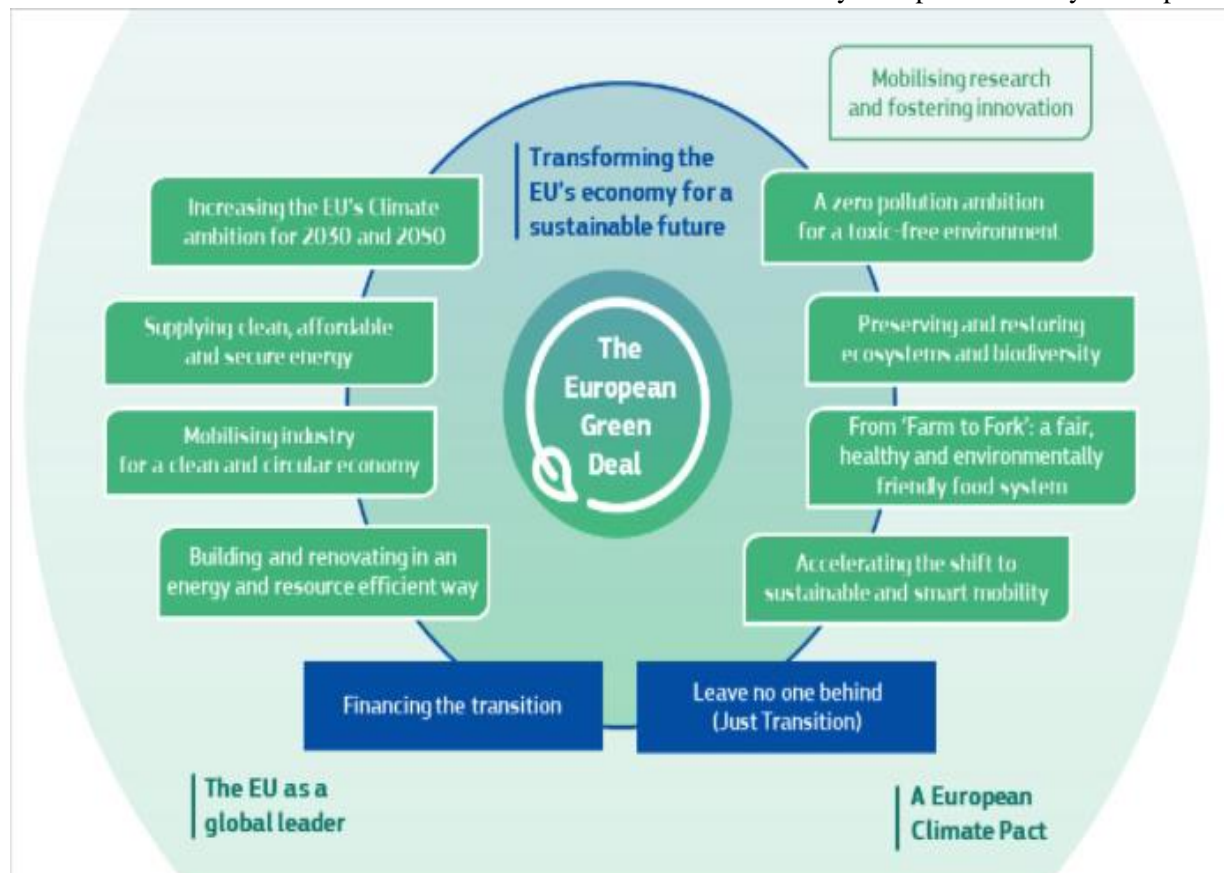 Mobilising research
and fostering innovation
Transforming the
EU's economy for a
sustainable future
Increasing the EU's Climate
ambition for 2030 and 2050
A zero pollution ambition
for a toxic-free environment
Supplying clean, affordable
and secure energy
Preserving and restoring
ecosystems and biodiversity
The
European
Green
Deal
Mobilising industry
for a clean and circular economy
From 'Farm to Fork': a fair,
healthy and environmentally
friendly food system
Building and renovating in an
energy and resource efficient way
Accelerating the shift to
sustainable and smart mobility
Financing the transition
Leave no one behind
(Just Transition)
The EU as a
global leader
A European
Climate Pact